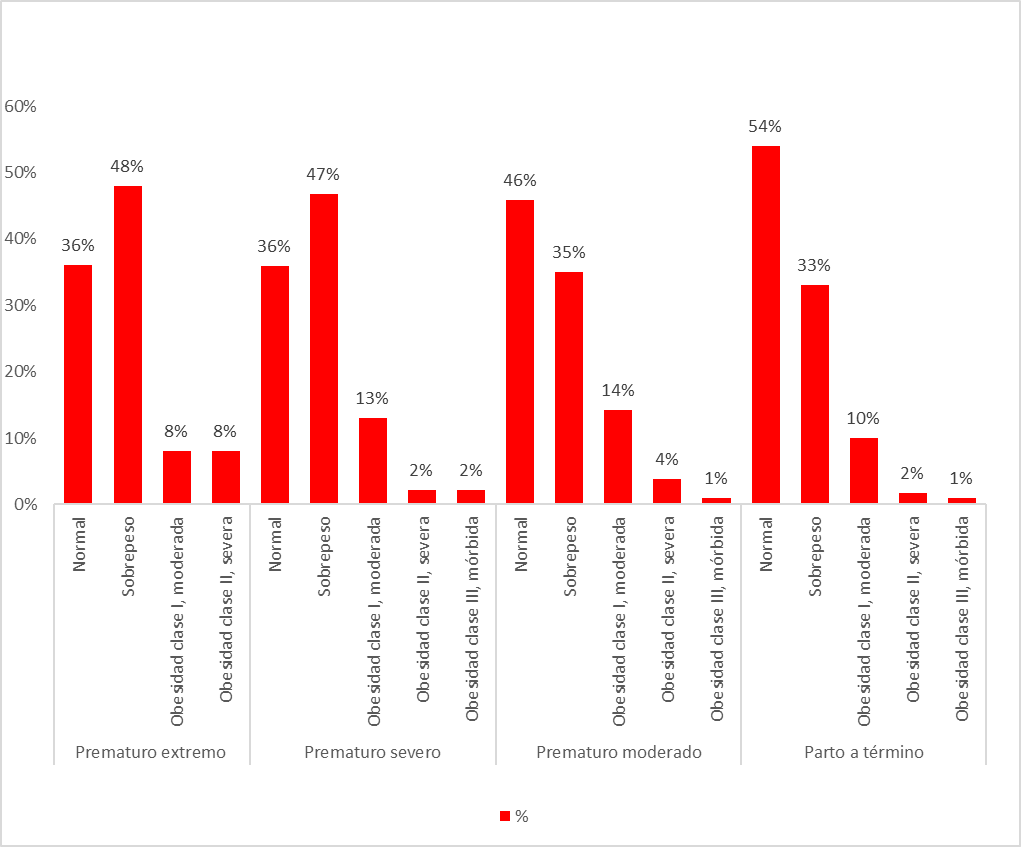 60%
50%
40%
30%
20%
10%
0%
36%
48%
8%
8%
36%
47%
13%
2%
2%
46%
35%
14%
4%
1%
54%
33%
10%
2%
1%
Normal
Sobrepeso
Obesidad clase I, moderada
Obesidad clase II, severa
Normal
Sobrepeso
Obesidad clase I, moderada
Obesidad clase II, severa
Obesidad clase III, mórbida
Normal
Sobrepeso
Obesidad clase I, moderada
Obesidad clase II, severa
Obesidad clase III, mórbida
Normal
Sobrepeso
Obesidad clase I, moderada
Obesidad clase II, severa
Obesidad clase III, mórbida
Prematuro extremo
Prematuro severo
Prematuro moderado
Parto a término
%